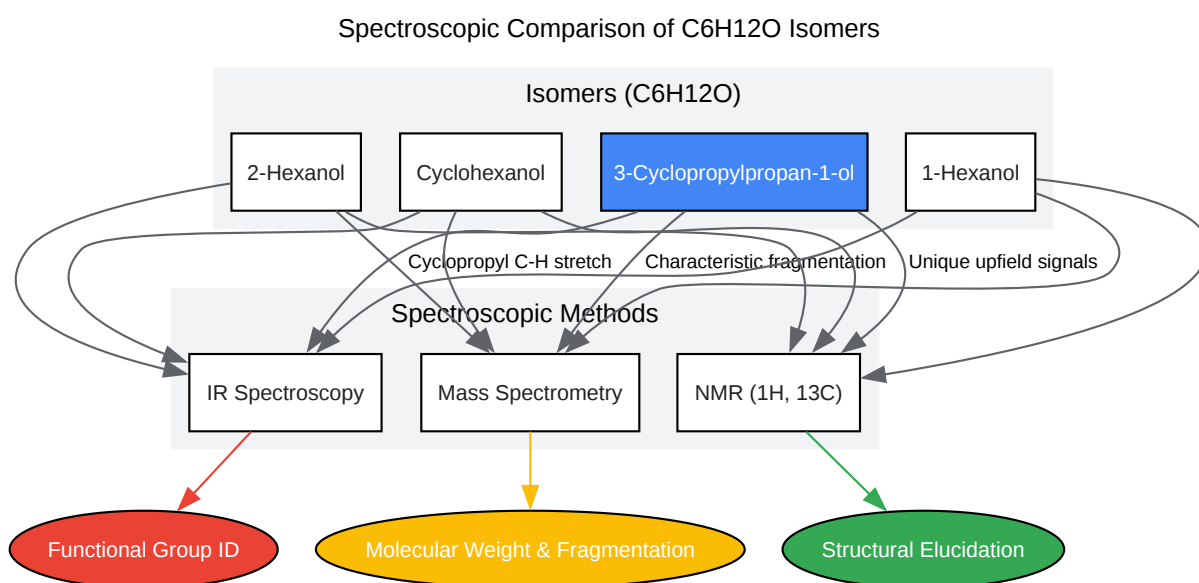 Spectroscopic Comparison of C6H12O Isomers
Isomers (C6H12O)
2-Hexanol
Cyclohexanol
3-Cyclopropylpropan-1-ol
1-Hexanol
Cyclopropyl C-H stretch
Characteristic fragmentation
Unique upfield signals
Spectroscopic Methods
IR Spectroscopy
Mass Spectrometry
NMR (1H, 13C)
Functional Group ID
Molecular Weight & Fragmentation
Structural Elucidation